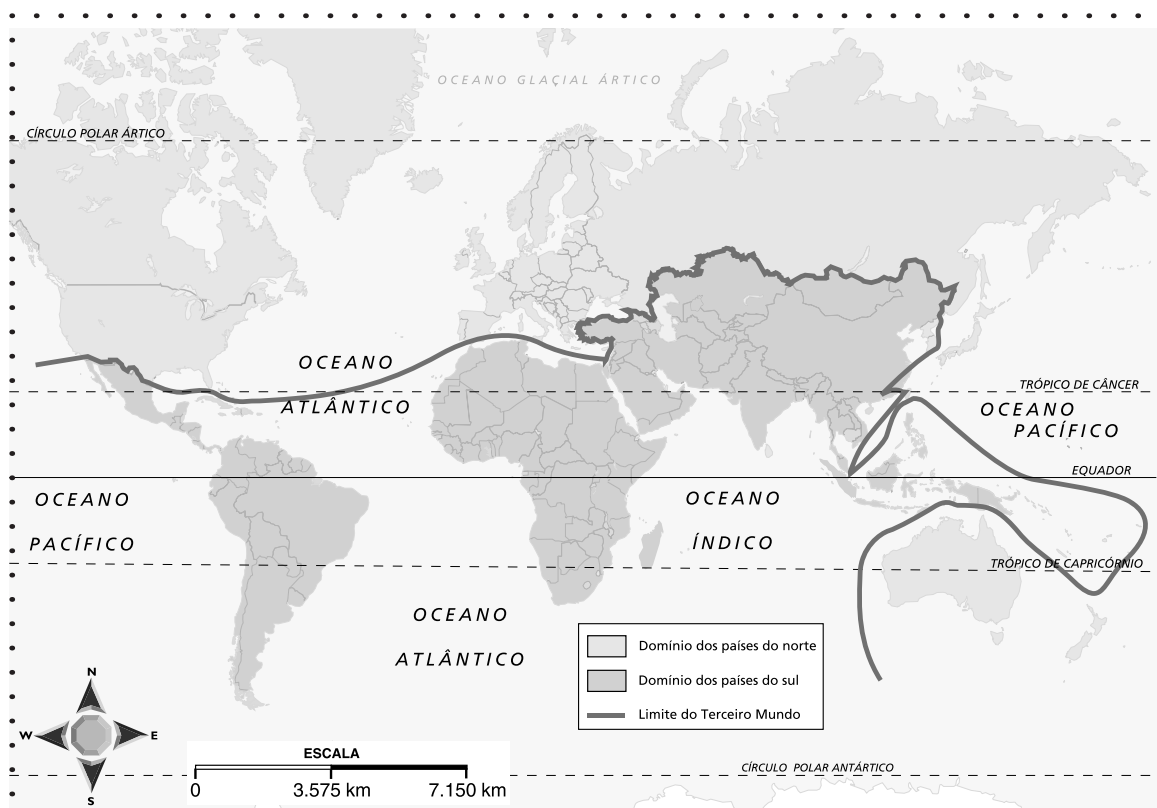 OCEANO GLACIAL ÁRTICO
CÍRCULO POLAR ÁRTICO
OCEANO
ATLÂNTICO
TRÓPICO DE CÂNCER
OCEANO
PACÍFICO
EQUADOR
OCEANO
PACÍFICO
OCEANO
ÍNDICO
TRÓPICO DE CAPRICÓRNIO
OCEANO
ATLÂNTICO
Domínio dos países do norte
Domínio dos países do sul
Limite do Terceiro Mundo
N
W
E
S
ESCALA
0 3.575 km 7.150 km
CÍRCULO POLAR ANTÁRTICO